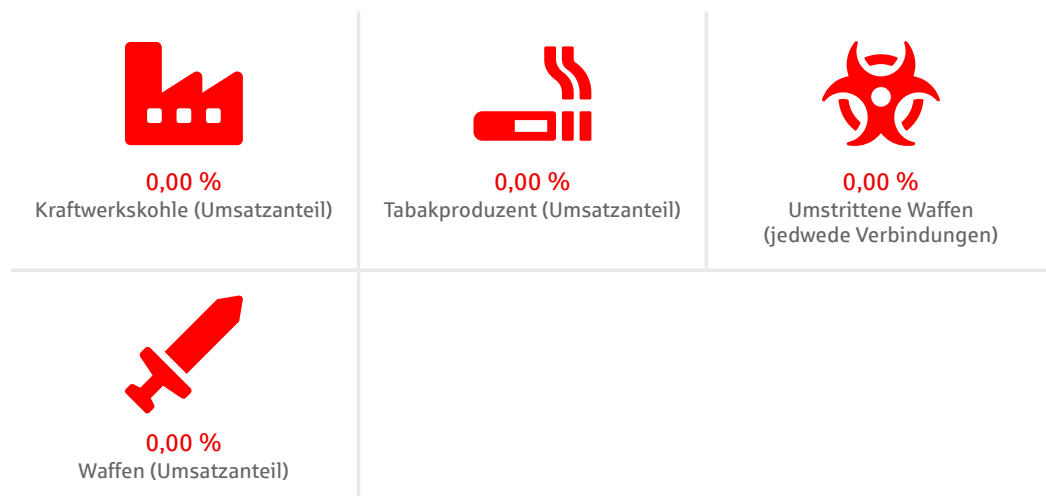 0,00 %
Kraftwerkskohle (Umsatzanteil)
0,00 %
Tabakproduzent (Umsatzanteil)
0,00 %
Umstrittene Waffen
(jedwede Verbindungen)
0,00 %
Waffen (Umsatzanteil)